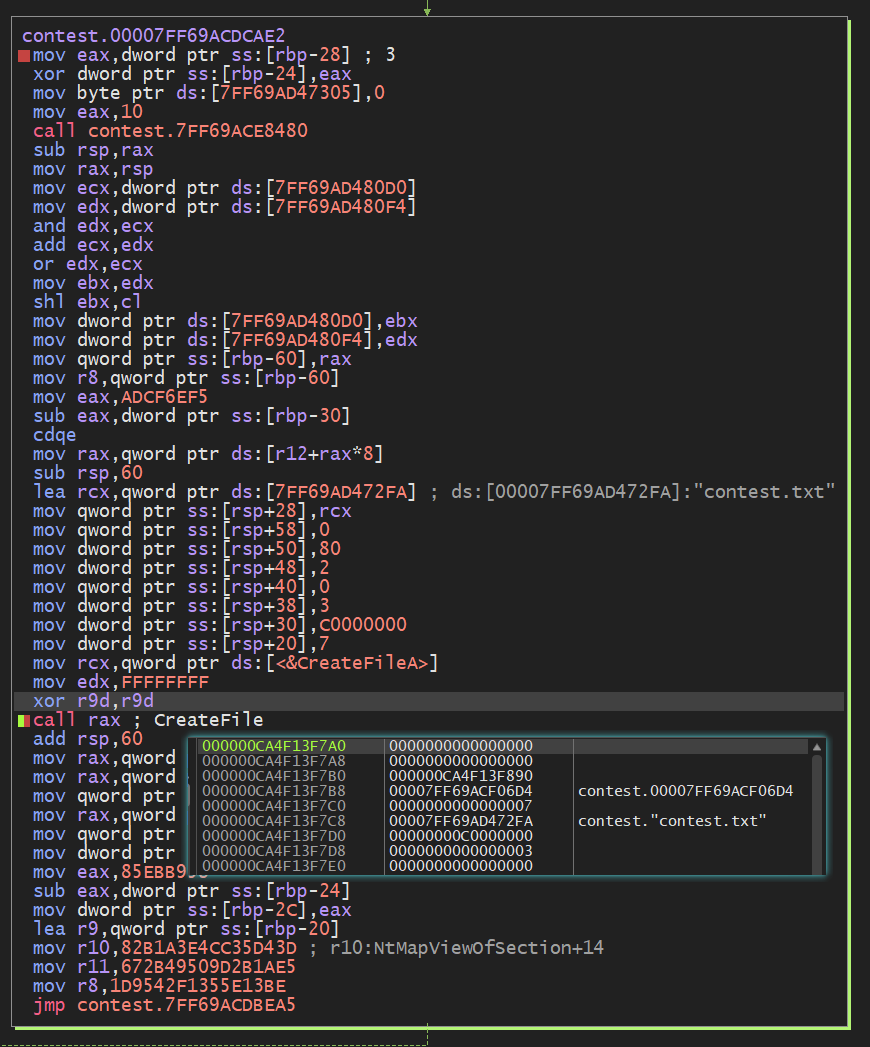 contest.00007FF69ACDCAE2
mov eax,dword ptr ss:[rbp-28] ; 3
xor dword ptr ss:[rbp-24],eax
mov byte ptr ds:[7FF69AD47305],0
mov eax,10
call contest.7FF69ACE8480
sub rsp,rax
mov rax,rsp
mov ecx,dword ptr ds:[7FF69AD480D0]
mov edx,dword ptr ds:[7FF69AD480F4]
and edx,ecx
add ecx,edx
or edx,ecx
mov ebx,edx
shl ebx,cl
mov dword ptr ds:[7FF69AD480D0],ebx
mov dword ptr ds:[7FF69AD480F4],edx
mov qword ptr ss:[rbp-60],rax
mov r8,qword ptr ss:[rbp-60]
mov eax,ADCF6EF5
sub eax,dword ptr ss:[rbp-30]
cdqe
mov rax,qword ptr ds:[r12+rax*8]
sub rsp,60
lea rcx,qword ptr ds:[7FF69AD472FA] ; ds:[00007FF69AD472FA]:"contest.txt"
mov qword ptr ss:[rsp+28],rcx
mov qword ptr ss:[rsp+58],0
mov dword ptr ss:[rsp+50],80
mov dword ptr ss:[rsp+48],2
mov qword ptr ss:[rsp+40],0
mov dword ptr ss:[rsp+38],3
mov dword ptr ss:[rsp+30],C0000000
mov dword ptr ss:[rsp+20],7
mov rcx,qword ptr ds:[<&CreateFileA>]
mov edx,FFFFFFFF
xor r9d,r9d
call rax ; CreateFile
add rsp,60
mov rax,qword
mov rax,qword
mov qword ptr
mov rax,qword
mov qword ptr
mov dword ptr
mov eax,85EBB9
000000CA4F13F7A0 0000000000000000
000000CA4F13F7A8 0000000000000000
000000CA4F13F7B0 000000CA4F13F890
000000CA4F13F7B8 00007FF69ACF06D4 contest.00007FF69ACF06D4
000000CA4F13F7C0 0000000000000007
000000CA4F13F7C8 00007FF69AD472FA contest."contest.txt"
000000CA4F13F7D0 00000000C0000000
000000CA4F13F7D8 0000000000000003
000000CA4F13F7E0 0000000000000000
sub eax,dword ptr ss:[rbp-24]
mov dword ptr ss:[rbp-2C],eax
lea r9,qword ptr ss:[rbp-20]
mov r10,82B1A3E4CC35D43D ; r10:NtMapViewOfSection+14
mov r11,672B49509D2B1AE5
mov r8,1D9542F1355E13BE
jmp contest.7FF69ACDBEA5